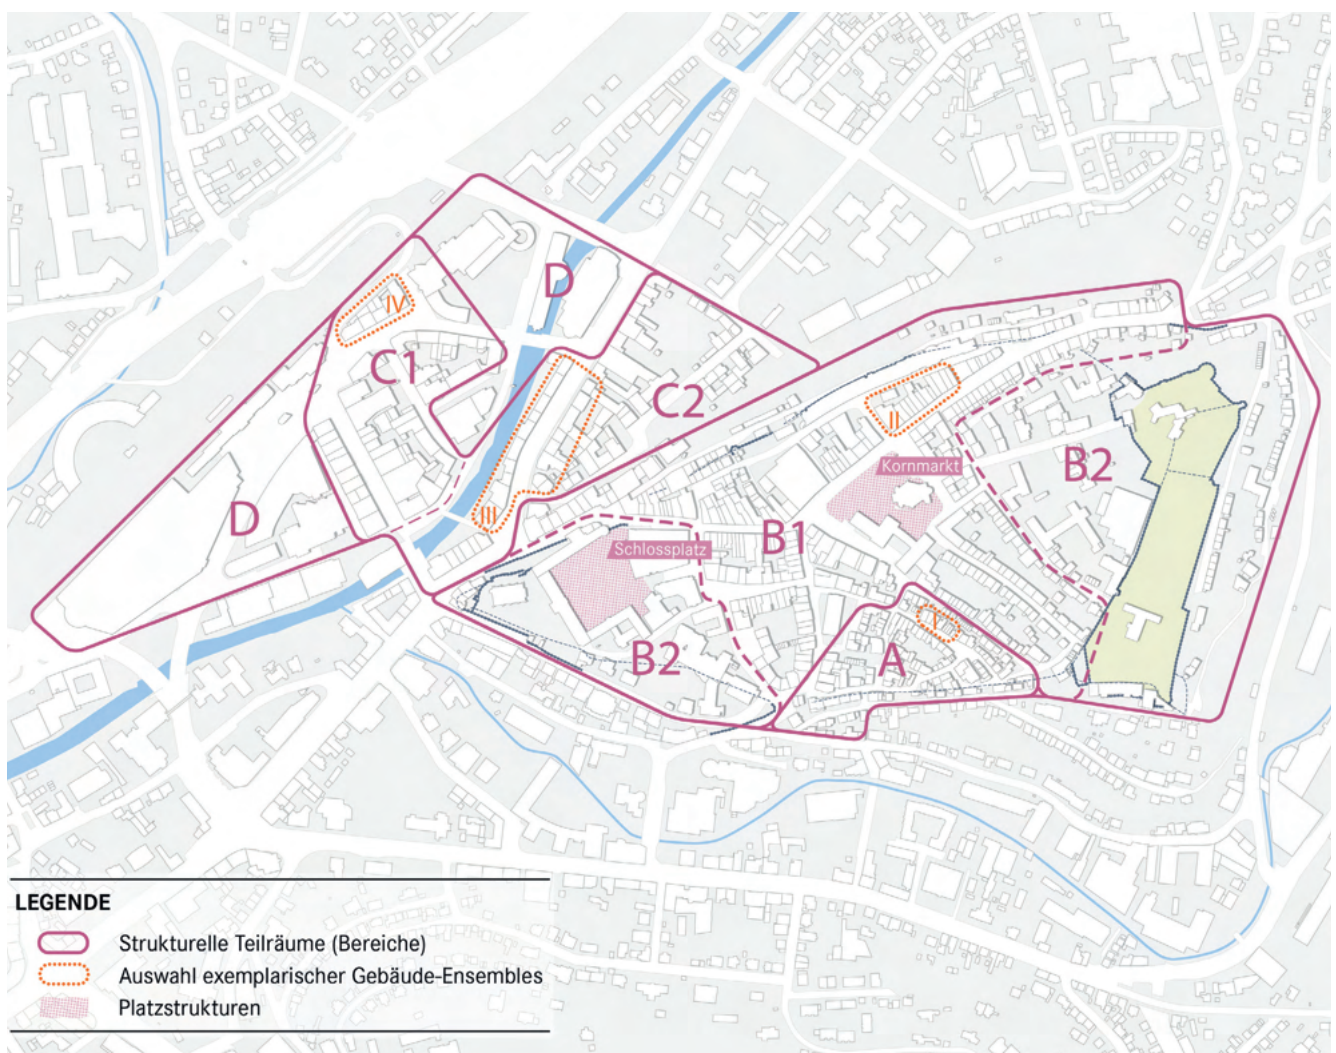 D
IV
C1
C2
II
Kornmarkt
B2
III
D
B1
Schlossplatz
I
B2
A
LEGENDE
Strukturelle Teilräume (Bereiche)
Auswahl exemplarischer Gebäude-Ensembles
Platzstrukturen